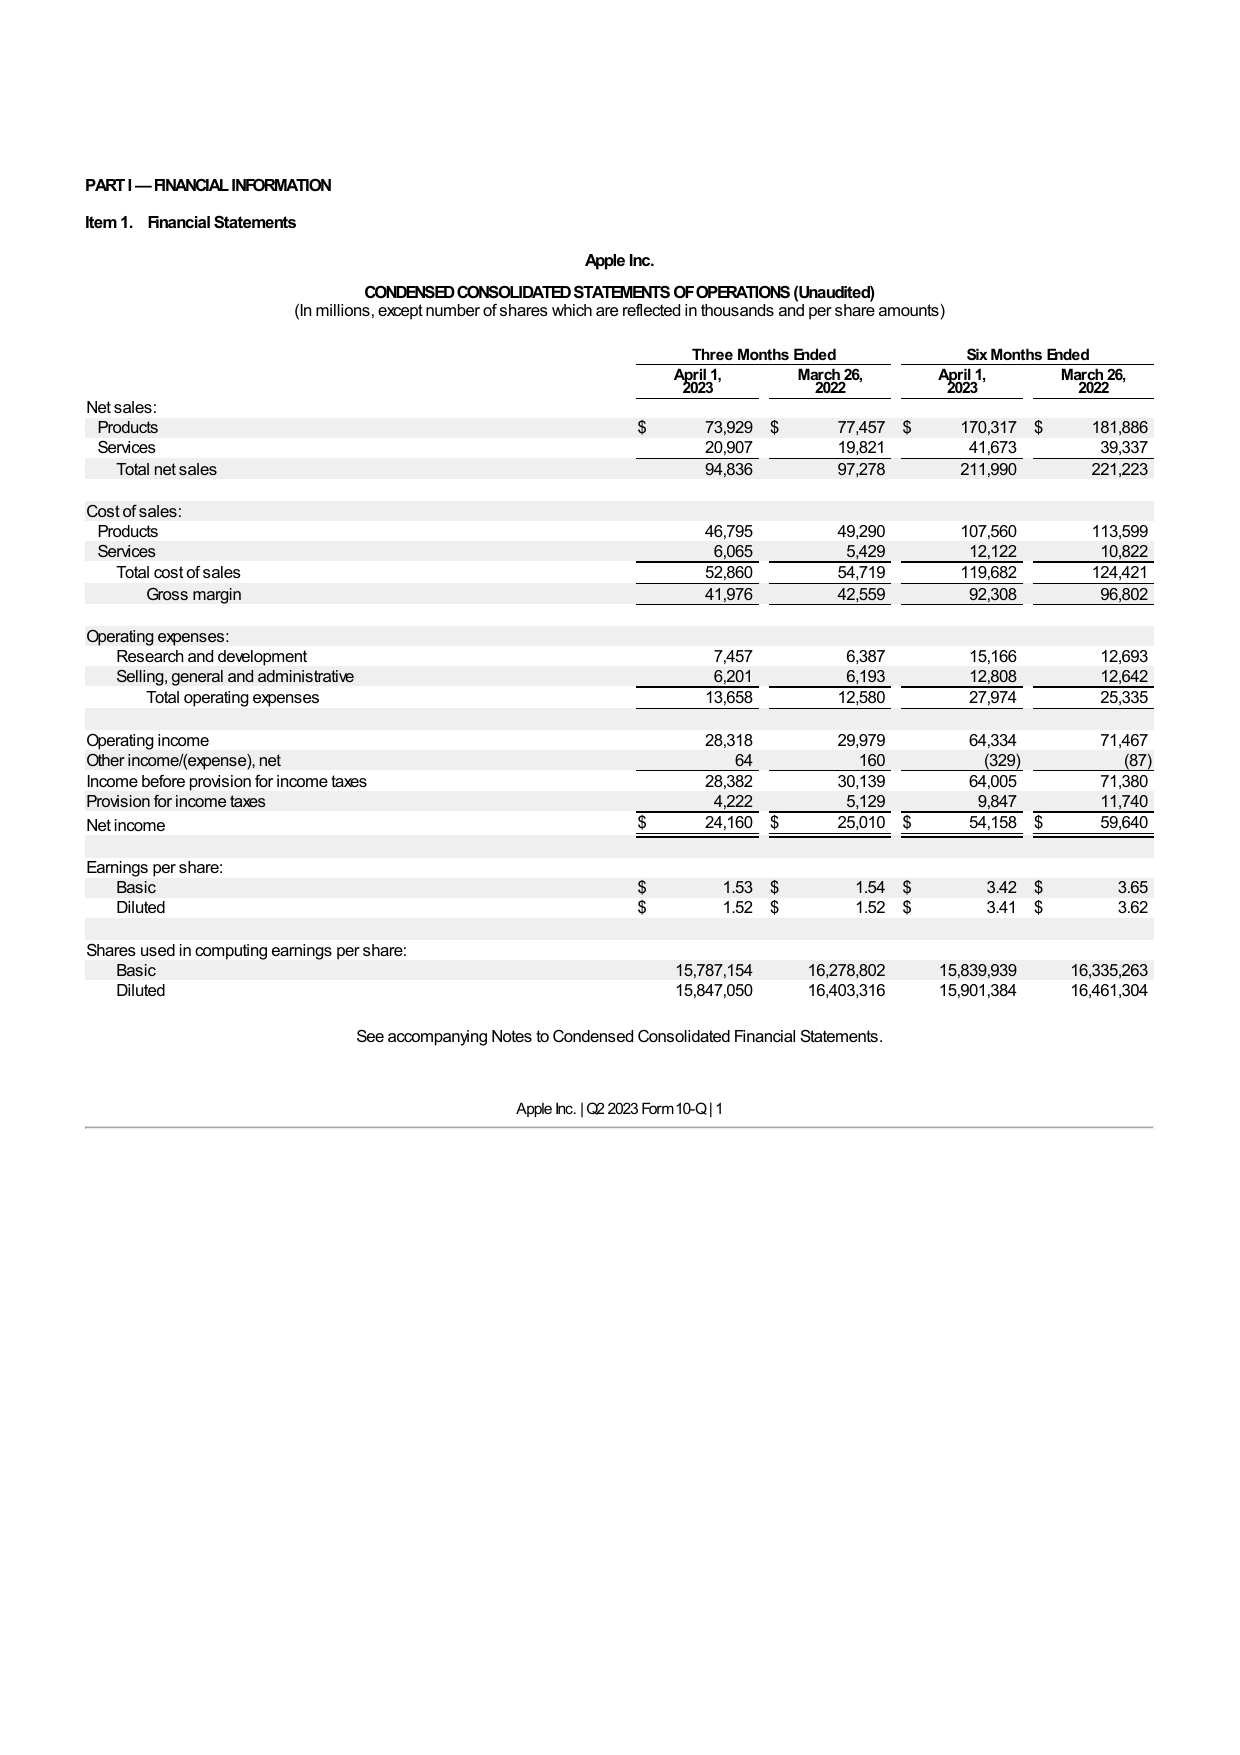 PART I — FINANCIAL INFORMATION
Item 1. Financial Statements
Apple Inc.
CONDENSED CONSOLIDATED STATEMENTS OF OPERATIONS (Unaudited)
(In millions, except number of shares which are reflected in thousands and per share amounts)
Three Months Ended Six Months Ended
April 1, 2023 March 26, 2022 April 1, 2023 March 26, 2022
Net sales:
Products $ 73,929 $ 77,457 $ 170,317 $ 181,886
Services 20,907 19,821 41,673 39,337
Total net sales 94,836 97,278 211,990 221,223
Cost of sales:
Products 46,795 49,290 107,560 113,599
Services 6,065 5,429 12,122 10,822
Total cost of sales 52,860 54,719 119,682 124,421
Gross margin 41,976 42,559 92,308 96,802
Operating expenses:
Research and development 7,457 6,387 15,166 12,693
Selling, general and administrative 6,201 6,193 12,808 12,642
Total operating expenses 13,658 12,580 27,974 25,335
Operating income 28,318 29,979 64,334 71,467
Other income/(expense), net 64 160 (329) (87)
Income before provision for income taxes 28,382 30,139 64,005 71,380
Provision for income taxes 4,222 5,129 9,847 11,740
Net income $ 24,160 $ 25,010 $ 54,158 $ 59,640
Earnings per share:
Basic $ 1.53 $ 1.54 $ 3.42 $ 3.65
Diluted $ 1.52 $ 1.52 $ 3.41 $ 3.62
Shares used in computing earnings per share:
Basic 15,787,154 16,278,802 15,839,939 16,335,263
Diluted 15,847,050 16,403,316 15,901,384 16,461,304
See accompanying Notes to Condensed Consolidated Financial Statements.
Apple Inc. | Q2 2023 Form 10-Q | 1